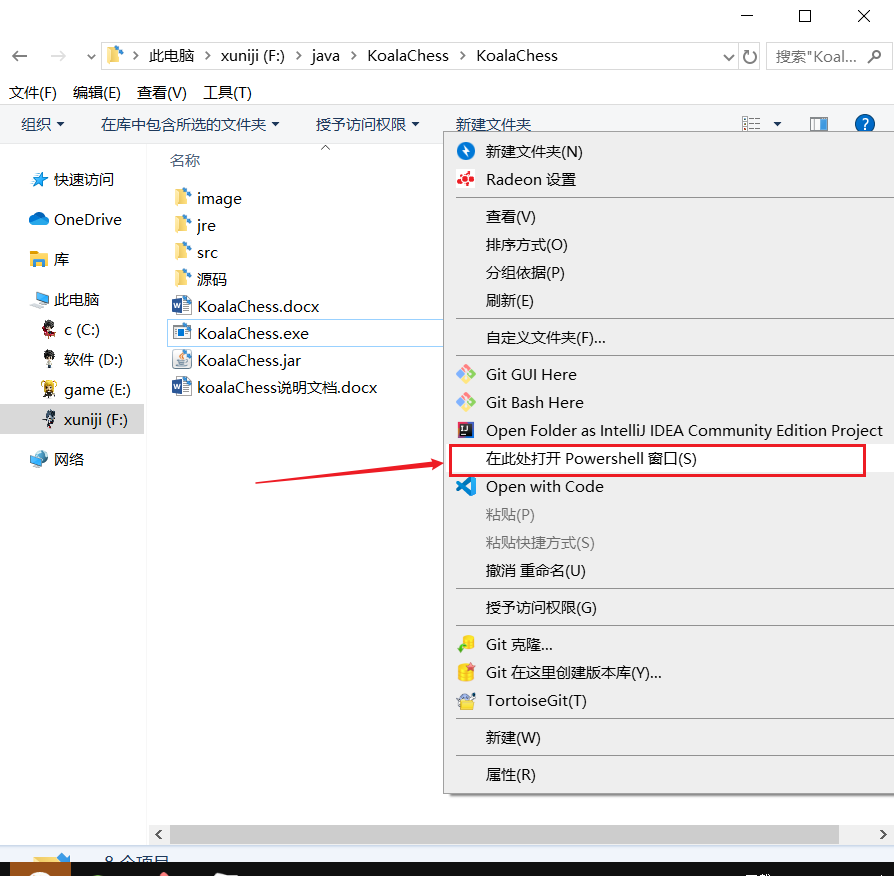 此电脑 xuniji (F:) java KoalaChess KoalaChess
搜索"Koal...
文件(F) 编辑(E) 查看(V) 工具(T)
组织 在库中包含所选的文件夹 授予访问权限 新建文件夹
名称
快速访问
OneDrive
库
此电脑
c (C:)
软件 (D:)
game (E:)
xuniji (F:)
网络
image
jre
src
源码
KoalaChess.docx
KoalaChess.exe
KoalaChess.jar
koalaChess说明文档.docx
新建文件夹(N)
Radeon 设置
查看(V)
排序方式(O)
分组依据(P)
刷新(E)
自定义文件夹(F)...
Git GUI Here
Git Bash Here
Open Folder as IntelliJ IDEA Community Edition Project
在此处打开 Powershell 窗口(S)
Open with Code
粘贴(P)
粘贴快捷方式(S)
撤消 重命名(U)
授予访问权限(G)
Git 克隆...
Git 在这里创建版本库(Y)...
TortoiseGit(T)
新建(W)
属性(R)
8 个项目